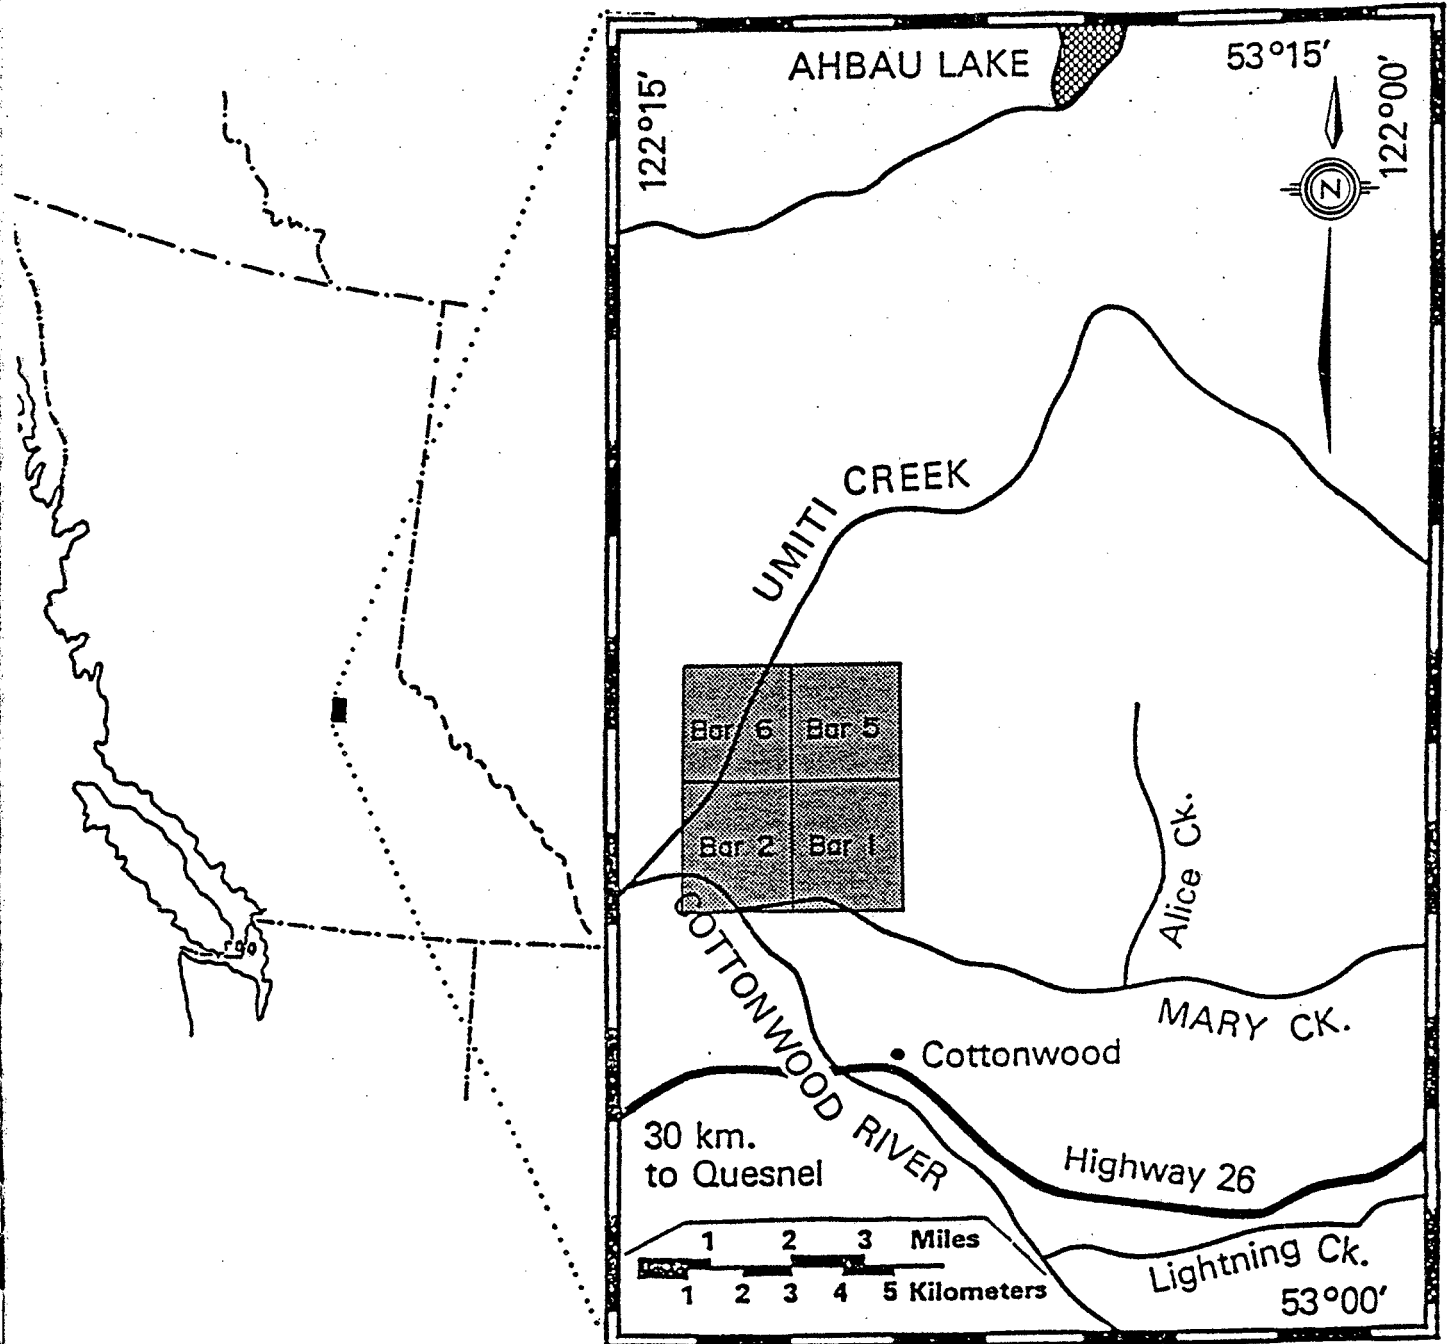 AHBAU LAKE
53°15′
122°15′
122°00′
N
UMITI CREEK
Bar 6
Bar 5
Bar 2
Bar 1
Alice Ck.
COTTONWOOD RIVER
MARY CK.
Cottonwood
30 km.
to Quesnel
Highway 26
1 2 3 Miles
1 2 3 4 5 Kilometers
Lightning Ck.
53°00′